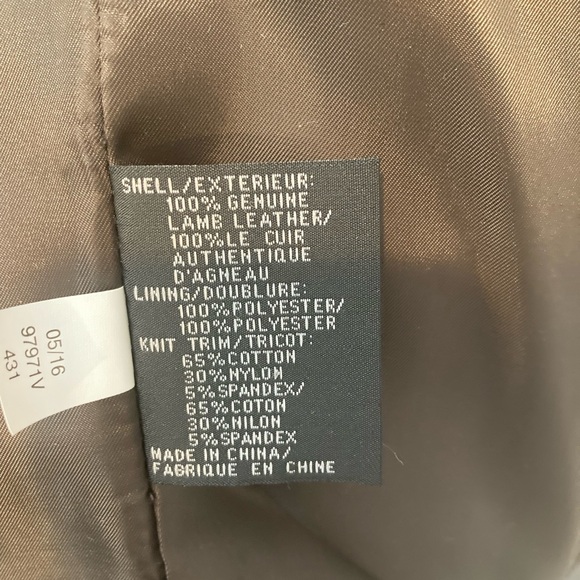 SHELL/EXTERIEUR:
100% GENUINE
LAMB LEATHER/
100%LE CUIR
AUTHENTIQUE
D'AGNEAU
LINING/DOUBLURE:
100%POLYESTER/
100%POLYESTER
KNIT TRIM/TRICOT:
65%COTTON
30%NYLON
5%SPANDEX/
65%COTON
30%NILON
5%SPANDEX
MADE IN CHINA/
FABRIQUE EN CHINE
05/16
97971V
431